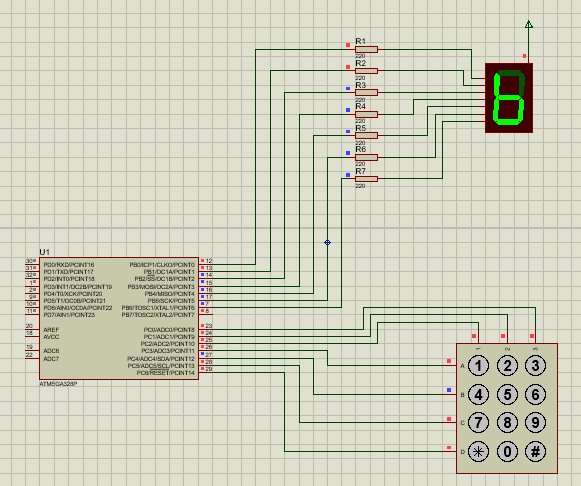 R1
220
R2
220
R3
220
R4
220
R5
220
R6
220
R7
220
U1
30 PD0/RXD/PCINT16 PB0/ICP1/CLKO/PCINT0 12
31 PD1/TXD/PCINT17 PB1/OC1A/PCINT1 13
32 PD2/INT0/PCINT18 PB2/SS/OC1B/PCINT2 14
1 PD3/INT1/OC2B/PCINT19 PB3/MOSI/OC2A/PCINT3 15
2 PD4/T0/XCK/PCINT20 PB4/MISO/PCINT4 16
9 PD5/T1/OC0B/PCINT21 PB5/SCK/PCINT5 17
10 PD6/AIN0/OC0A/PCINT22 PB6/TOSC1/XTAL1/PCINT6 7
11 PD7/AIN1/PCINT23 PB7/TOSC2/XTAL2/PCINT7 8
20 AREF PC0/ADC0/PCINT8 23
18 AVCC PC1/ADC1/PCINT9 24
PC2/ADC2/PCINT10 25
19 ADC6 PC3/ADC3/PCINT11 26
22 ADC7 PC4/ADC4/SDA/PCINT12 27
PC5/ADC5/SCL/PCINT13 28
PC6/RESET/PCINT14 29
ATMEGA328P
1 2 3
A 1 2 3
B 4 5 6
C 7 8 9
D * 0 #